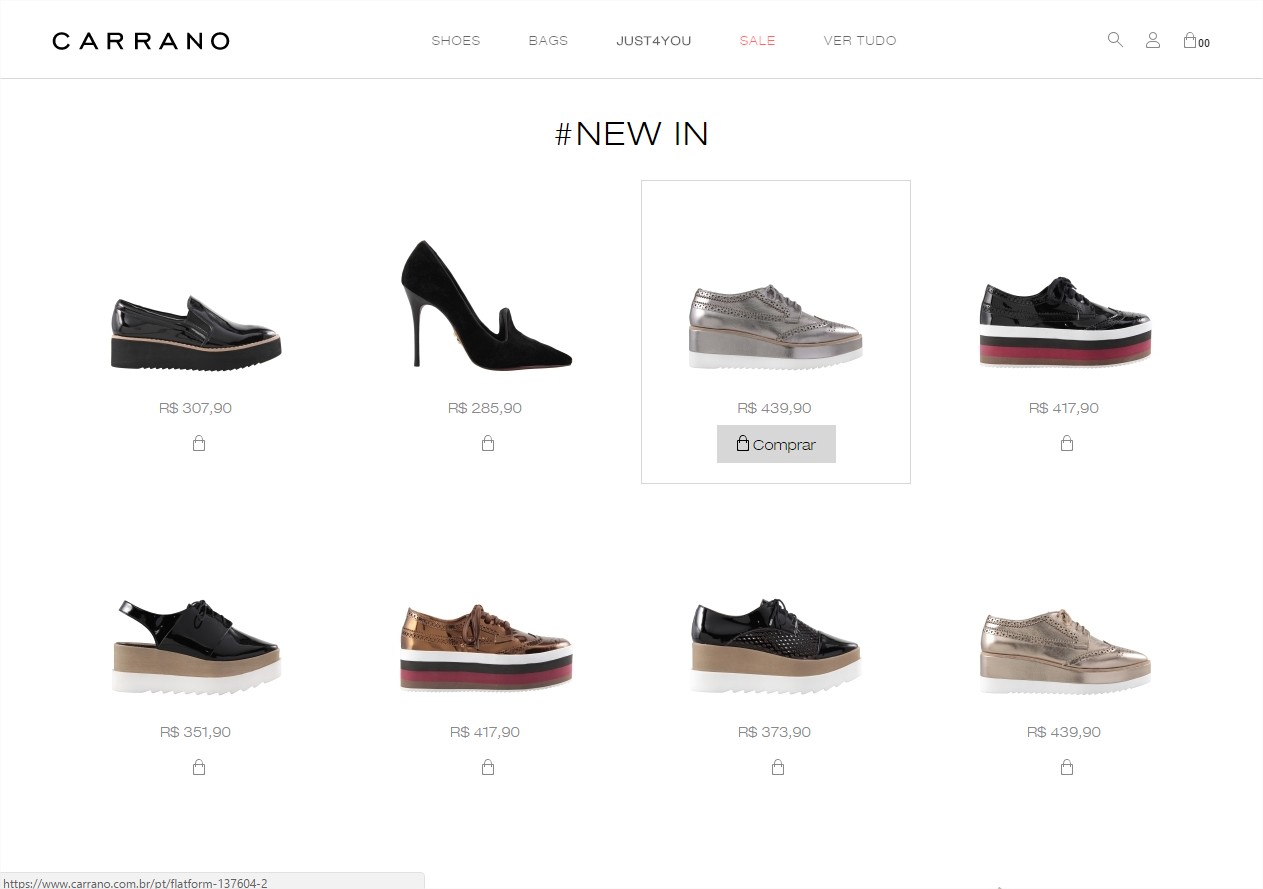 CARRANO
SHOES
BAGS
JUST4YOU
SALE
VER TUDO
00
#NEW IN
R$ 307,90
R$ 285,90
R$ 439,90
R$ 417,90
Comprar
R$ 351,90
R$ 417,90
R$ 373,90
R$ 439,90
https://www.carrano.com.br/pt/flatform-137604-2